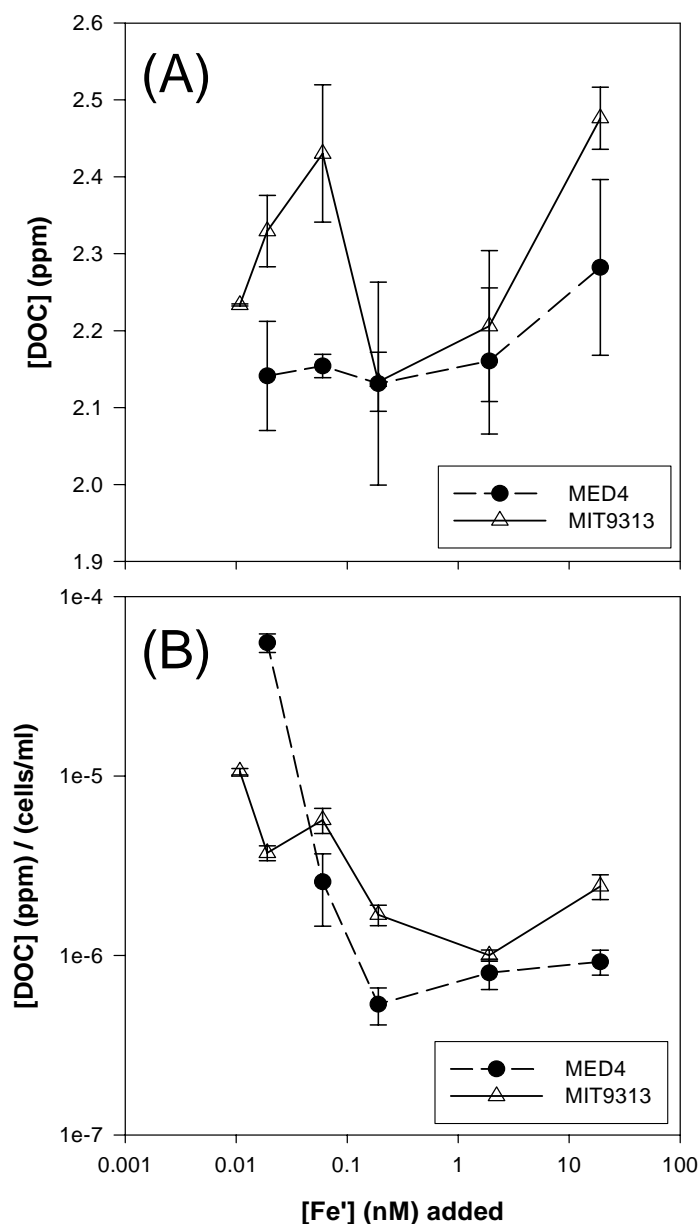 (A)
2.6
2.5
2.4
2.3
2.2
2.1
2.0
1.9
[DOC] (ppm)
MED4
MIT9313
(B)
1e-4
1e-5
1e-6
1e-7
[DOC] (ppm) / (cells/ml)
MED4
MIT9313
0.001 0.01 0.1 1 10 100
[Fe'] (nM) added